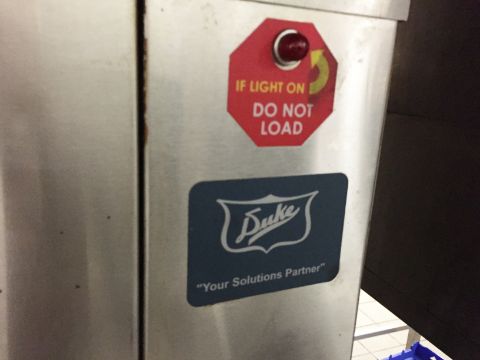 IF LIGHT ON
DO NOT
LOAD
Duke
"Your Solutions Partner"